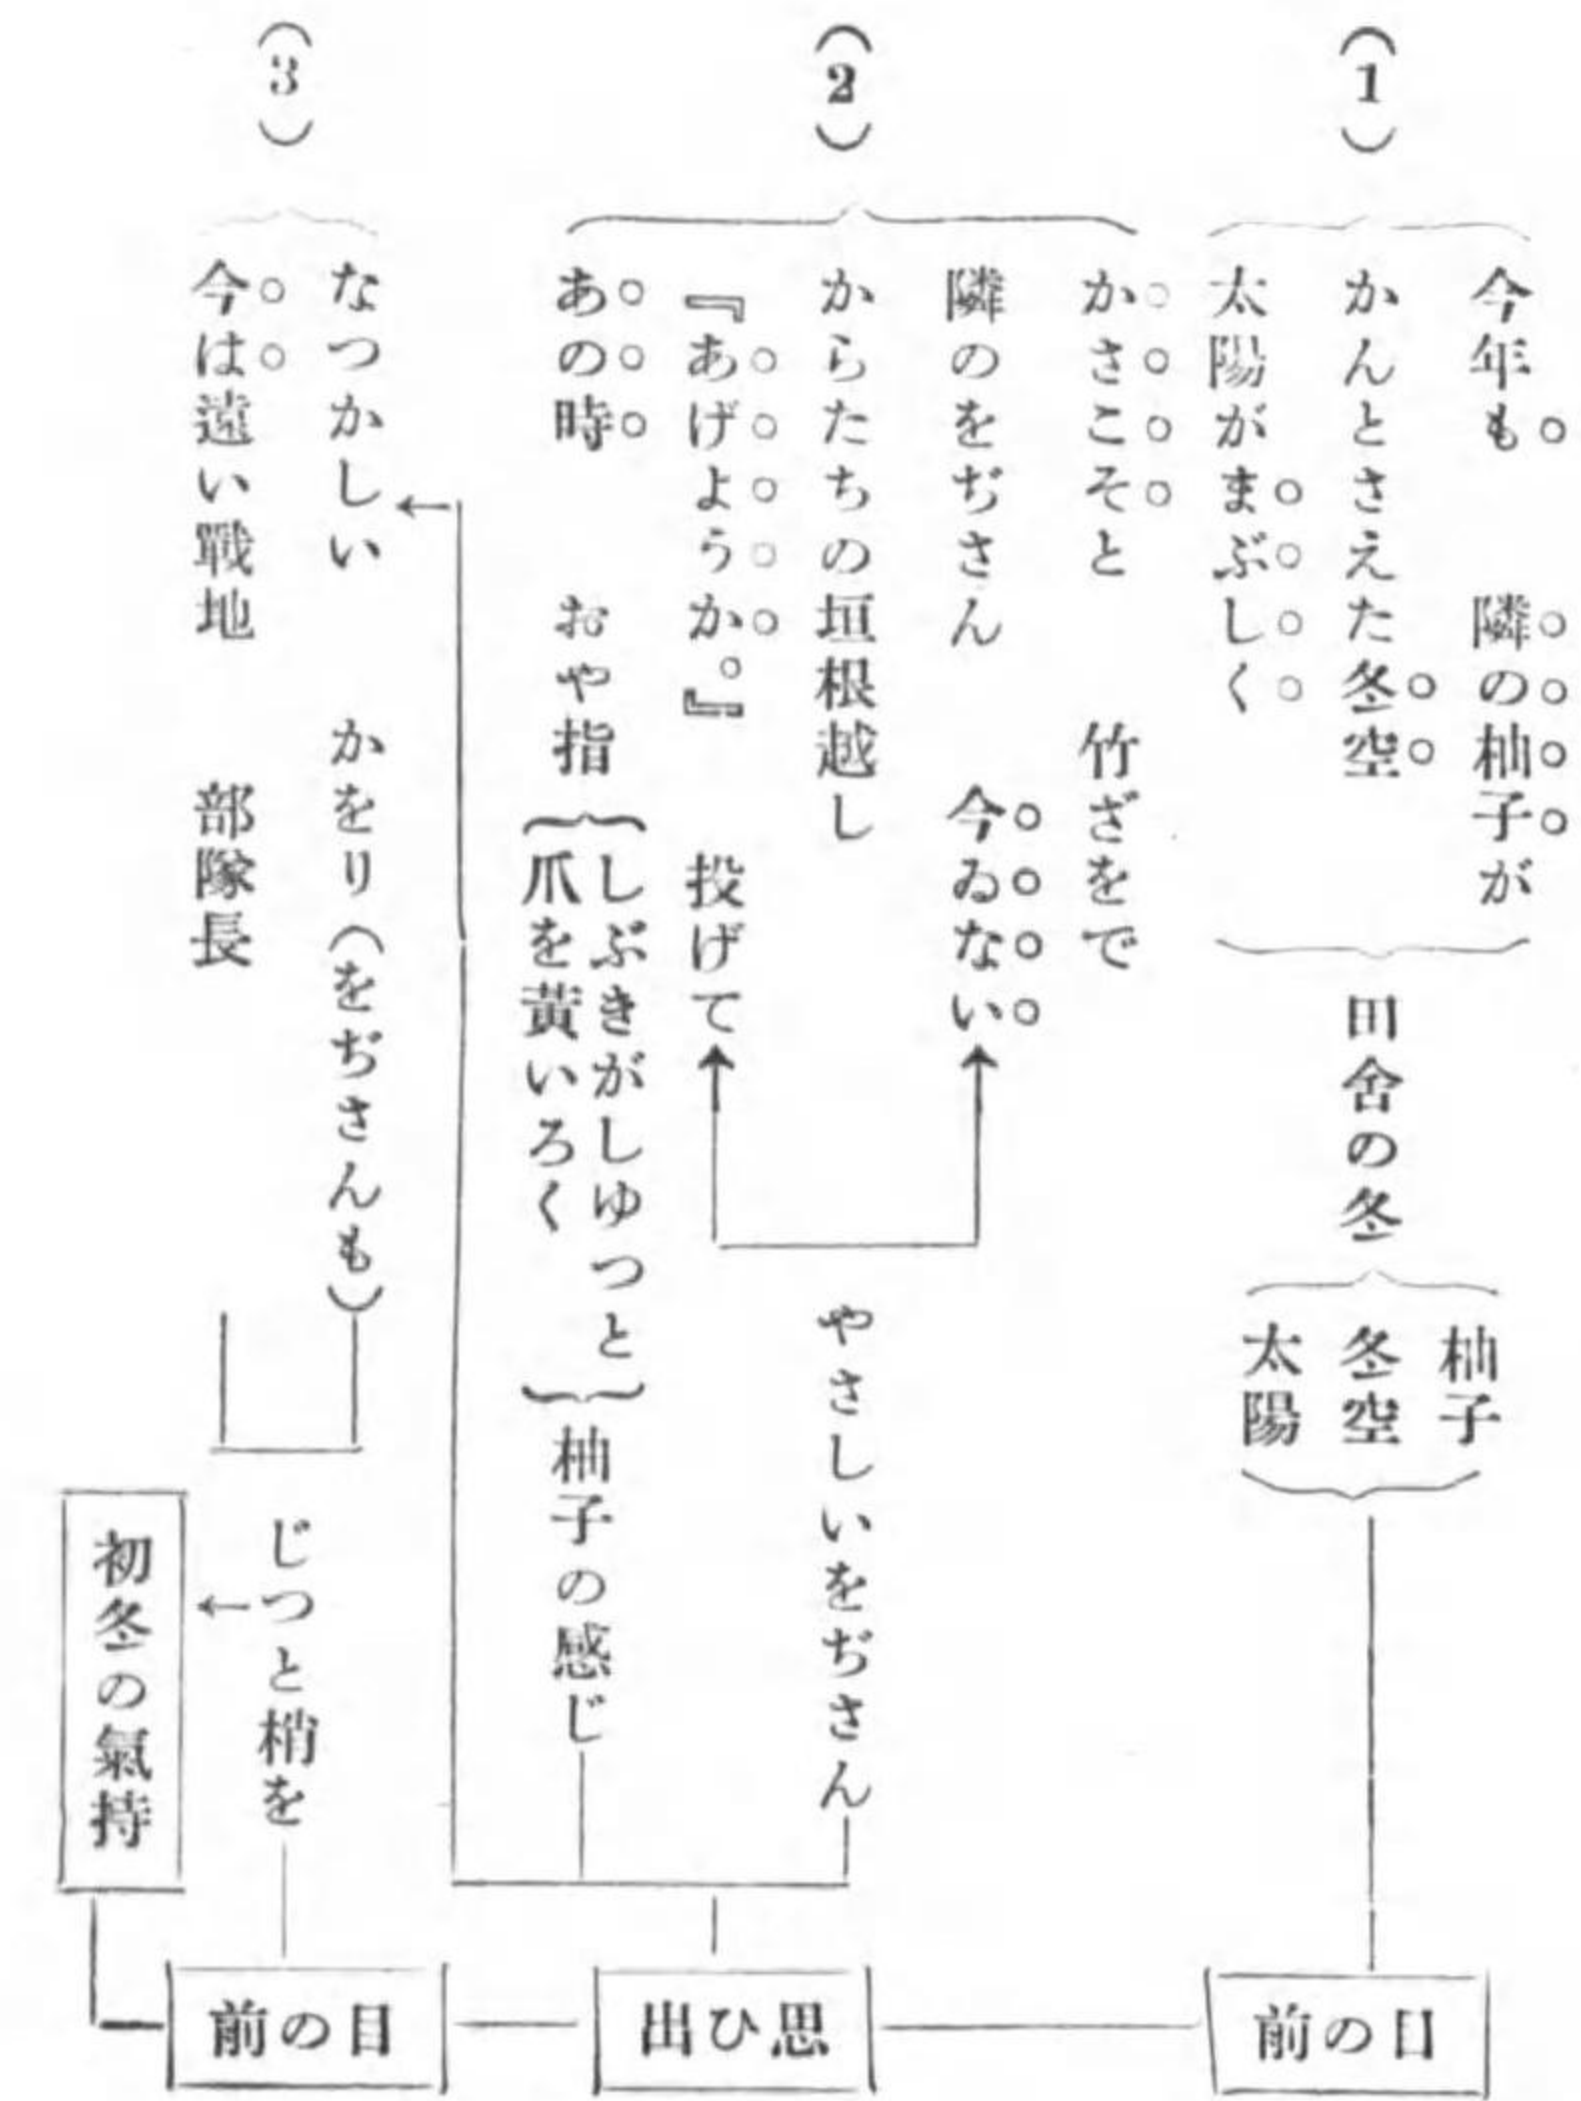 (1)
今年も 隣の柚子が
かんとさえた冬空
太陽がまぶしく
田舎の冬
柚子
冬空
太陽
目の前
(2)
かさこそと 竹ざをで
隣のをぢさん 今ゐない
からたちの垣根越し
やさしいをぢさん
『あげようか。』 投げて
あの時 おや指
しぶきがしゆつと
爪を黃いろく
柚子の感じ
思ひ出
(3)
なつかしい かをり(をぢさんも)
今は遠い戰地 部隊長
じつと梢を
目の前
初冬の氣持